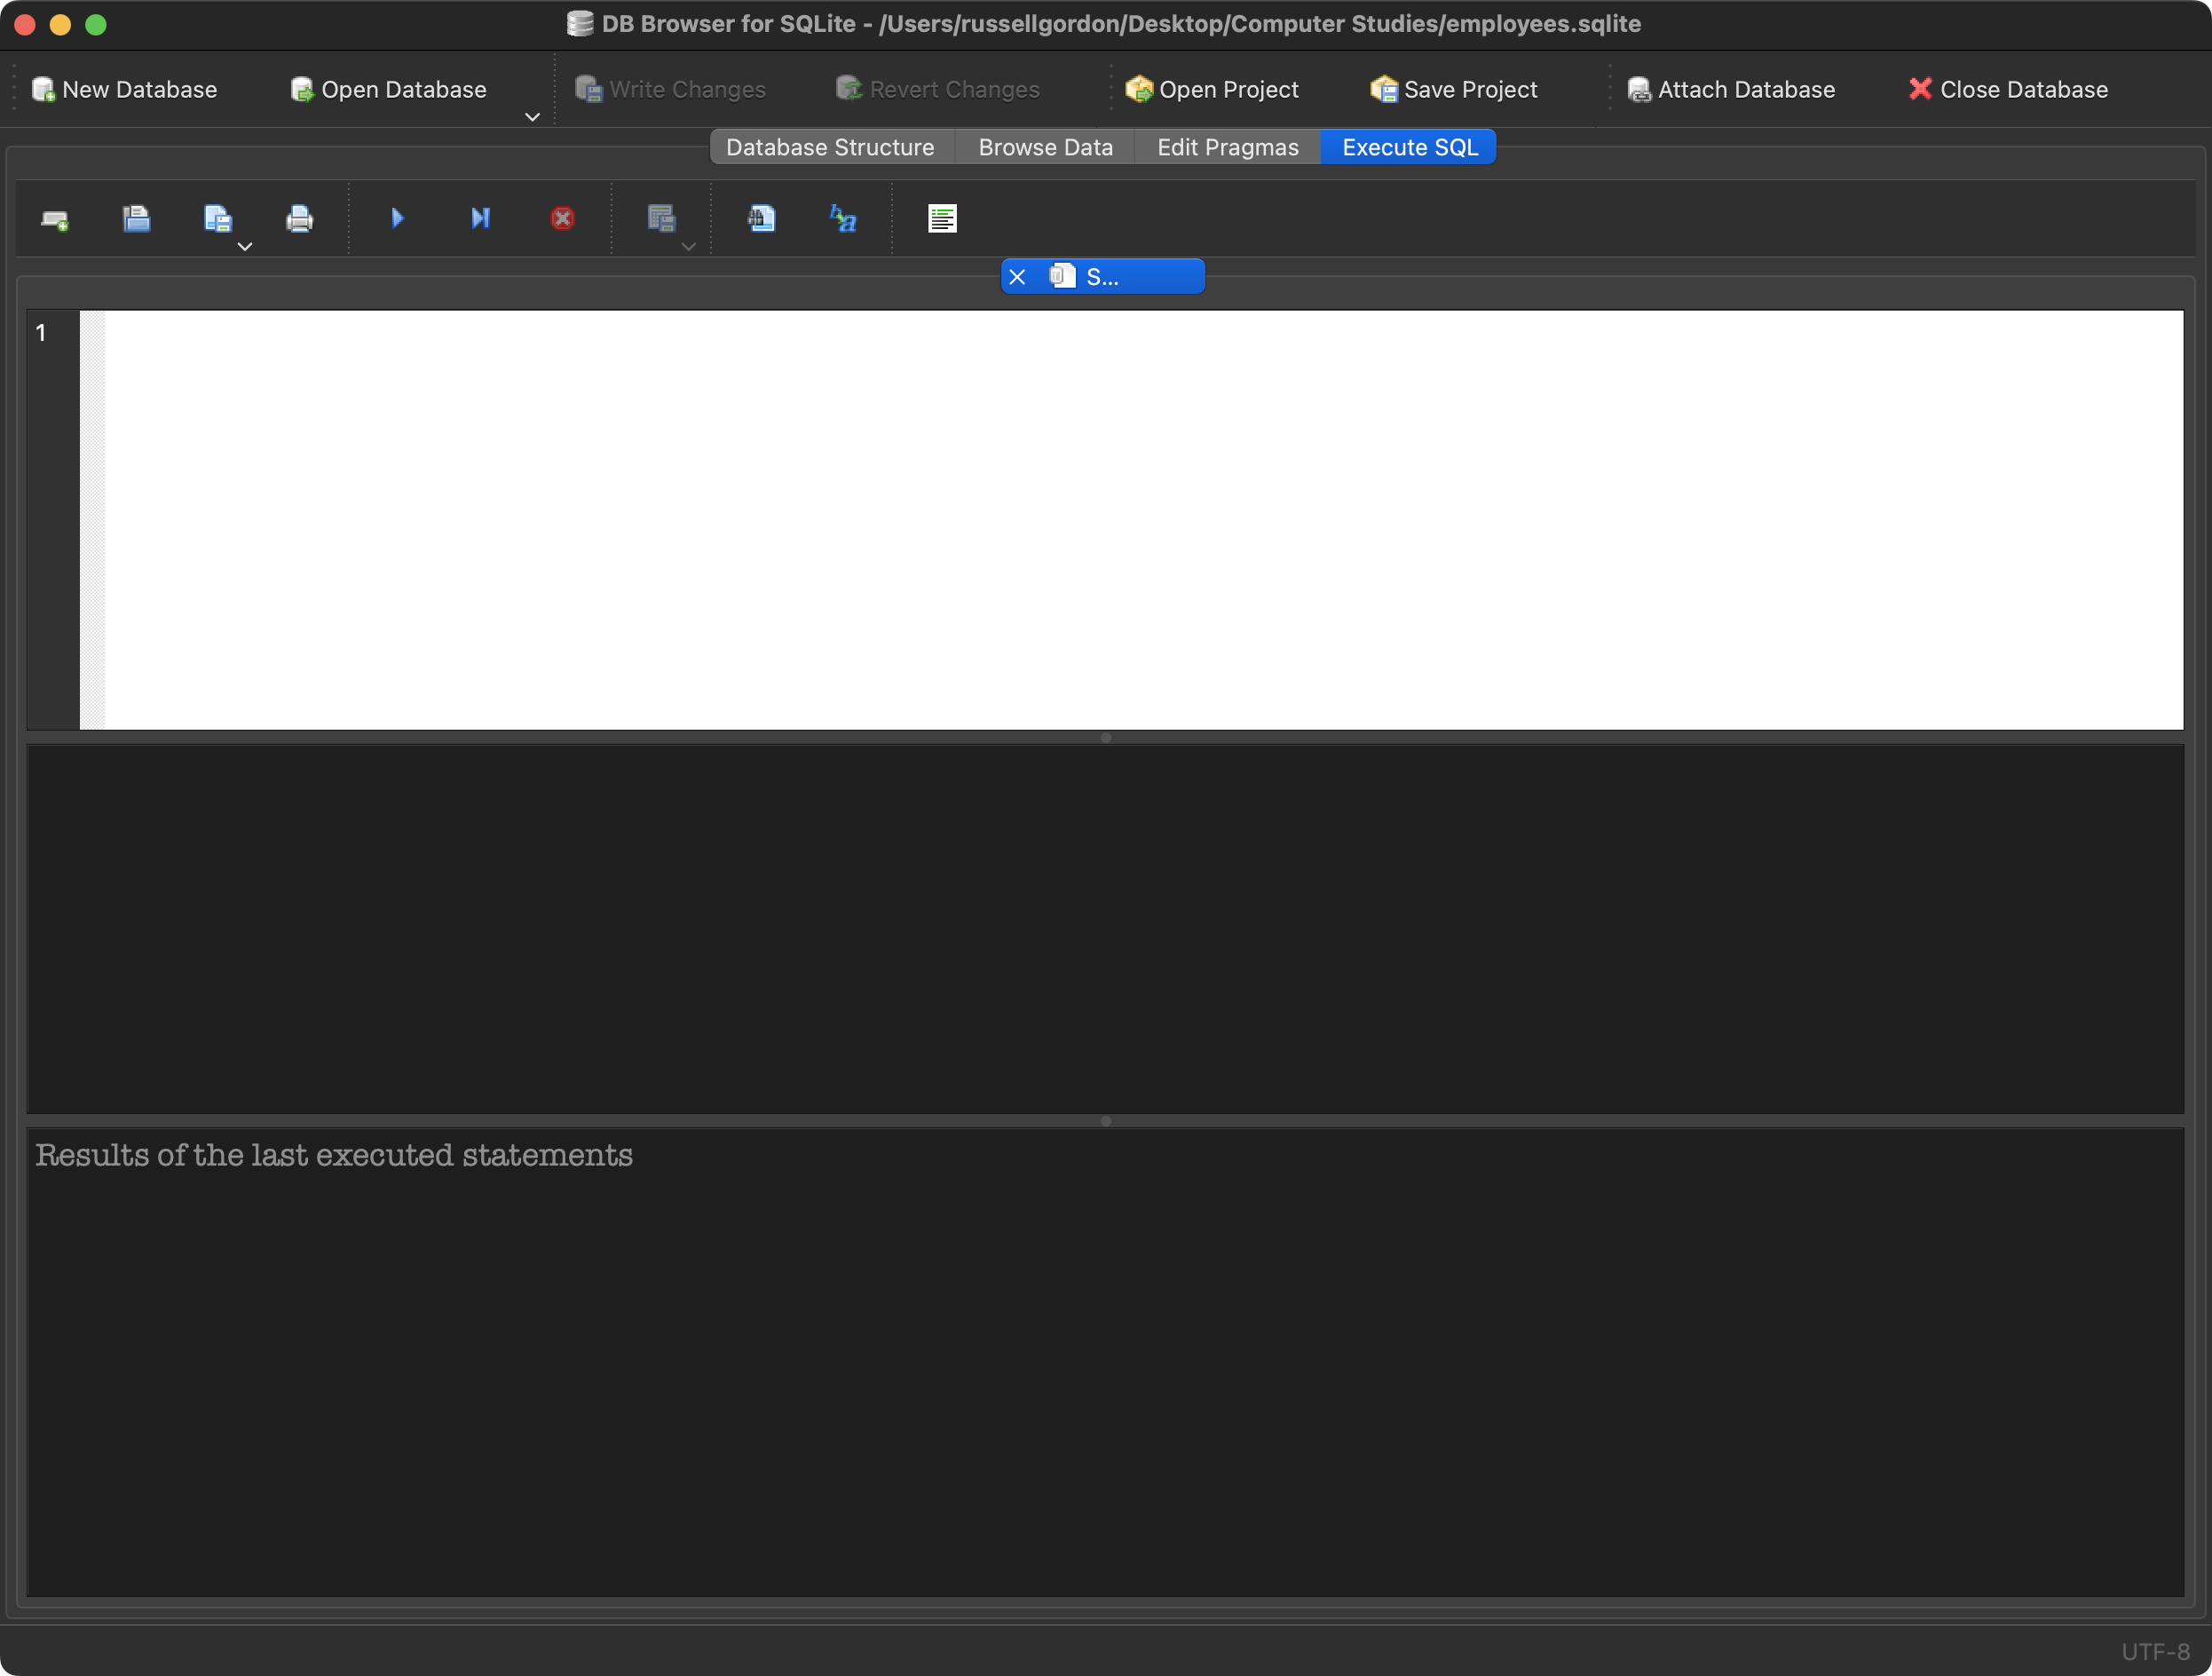 DB Browser for SQLite - /Users/russellgordon/Desktop/Computer Studies/employees.sqlite
New Database Open Database Write Changes Revert Changes Open Project Save Project Attach Database Close Database
Database Structure Browse Data Edit Pragmas Execute SQL
S...
1
Results of the last executed statements
UTF-8